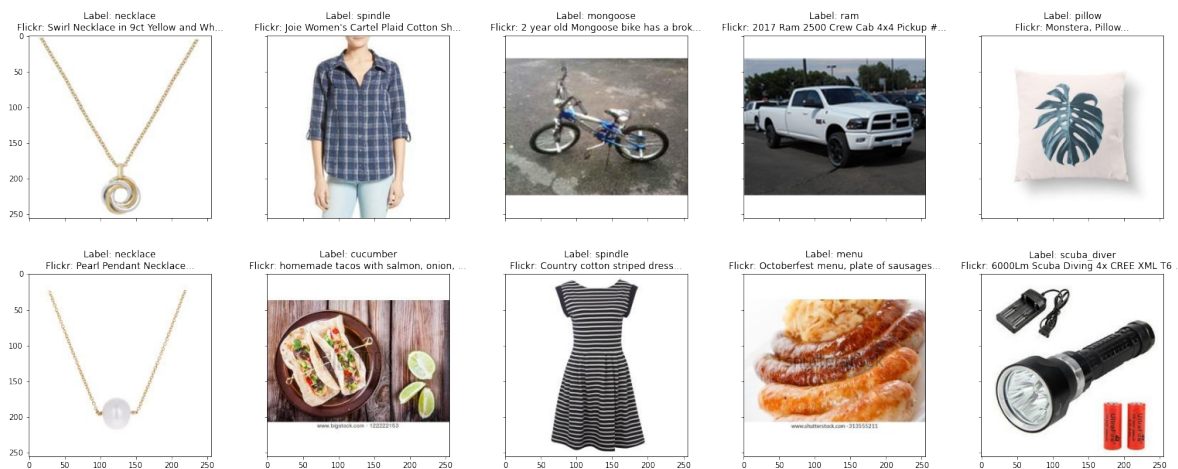 Label: necklace
Flickr: Swirl Necklace in 9ct Yellow and Wh...
Label: spindle
Flickr: Joie Women's Cartel Plaid Cotton Sh...
Label: mongoose
Flickr: 2 year old Mongoose bike has a brok...
Label: ram
Flickr: 2017 Ram 2500 Crew Cab 4x4 Pickup #...
Label: pillow
Flickr: Monstera, Pillow...
0
50
100
150
200
250
Label: necklace
Flickr: Pearl Pendant Necklace...
Label: cucumber
Flickr: homemade tacos with salmon, onion, ...
Label: spindle
Flickr: Country cotton striped dress...
Label: menu
Flickr: Octoberfest menu, plate of sausages...
Label: scuba_diver
Flickr: 6000Lm Scuba Diving 4x CREE XML T6 .
0
50
100
150
200
250
www.bigstock.com · 122222153
www.shutterstock.com · 313555211
UltraFire
UltraFire
0 50 100 150 200 250
0 50 100 150 200 250
0 50 100 150 200 250
0 50 100 150 200 250
0 50 100 150 200 250